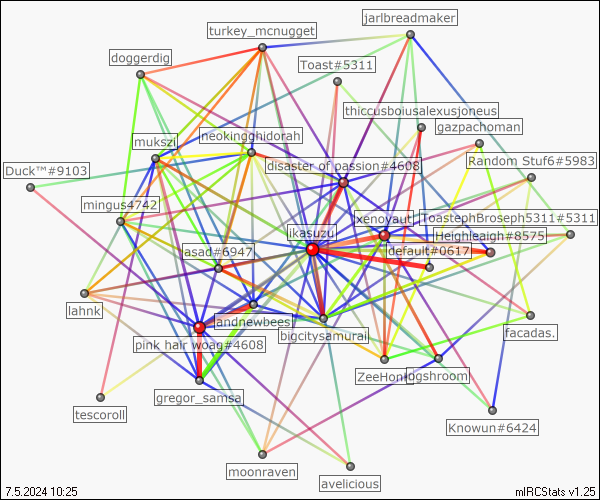 jarlbreadmaker
turkey_mcnugget
doggerdig
Toast#5311
thiccusboiusalexusjoneus
gazpachoman
neokingghidorah
mukszi
Random Stuf6#5983
disaster of passion#4608
Duck™#9103
mingus4742
xenoyaut
ToastephBroseph5311#5311
ikasuzu
Heighleaigh#8575
asad#6947
default#0617
lahnk
andnewbees
bigcitysamurai
facadas.
pink hair woag#4608
ZeeHon
ogshroom
gregor_samsa
tescoroll
Knowun#6424
moonraven
avelicious
7.5.2024 10:25
mIRCStats v1.25